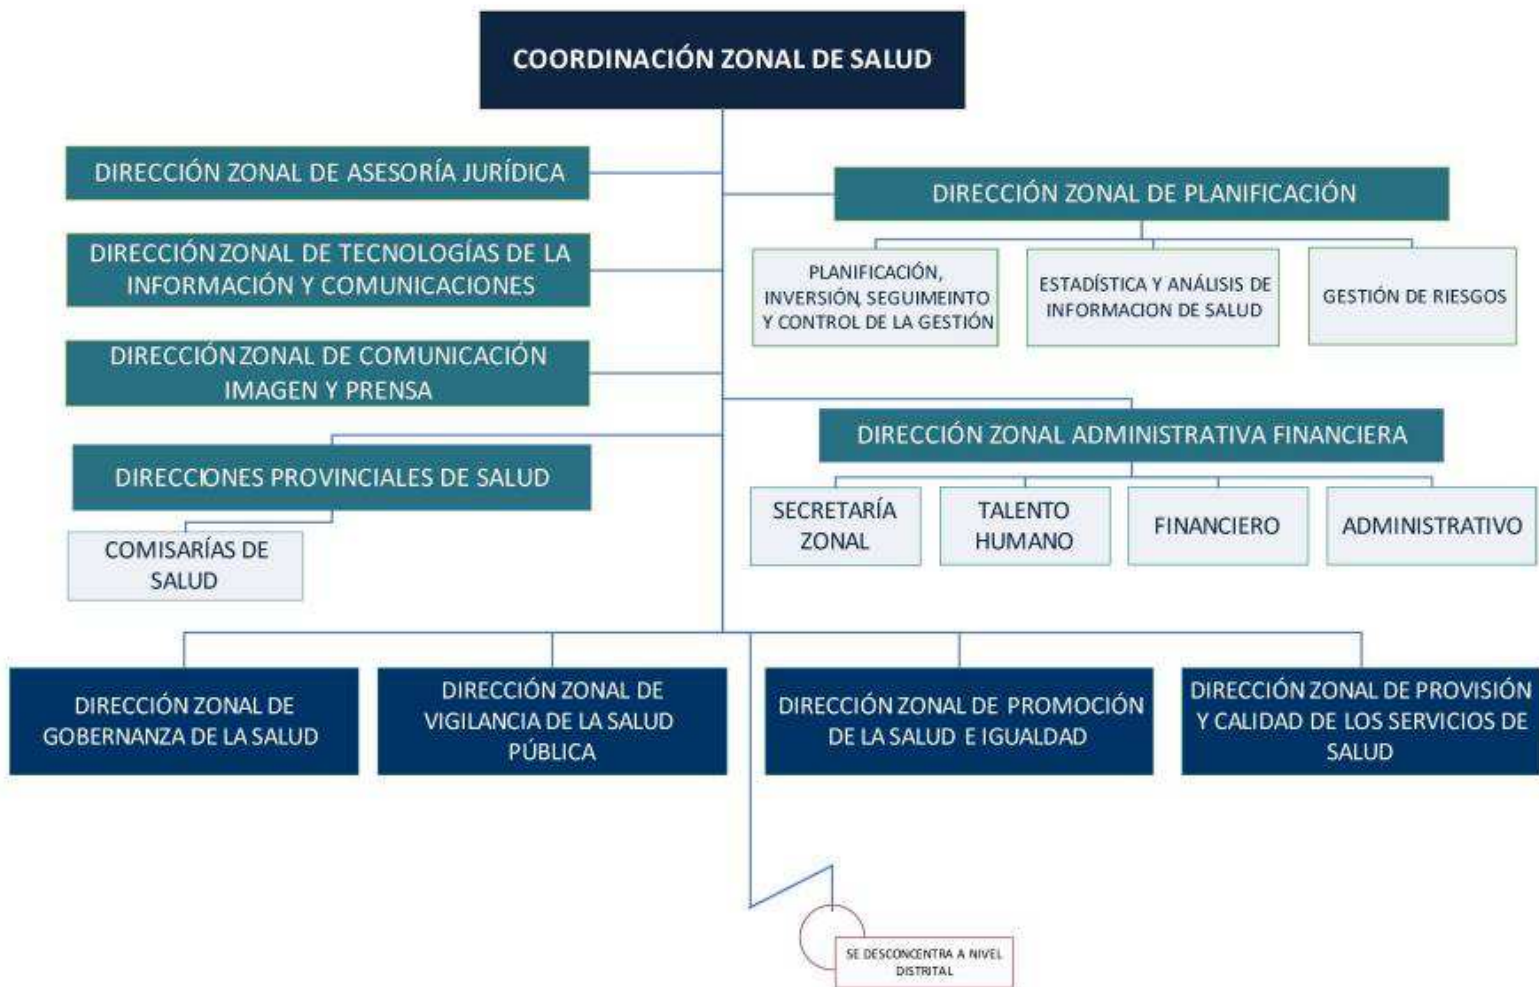 COORDINACIÓN ZONAL DE SALUD
DIRECCIÓN ZONAL DE ASESORÍA JURÍDICA
DIRECCIÓN ZONAL DE TECNOLOGÍAS DE LA
INFORMACIÓN Y COMUNICACIONES
DIRECCIÓN ZONAL DE COMUNICACIÓN
IMAGEN Y PRENSA
DIRECCIONES PROVINCIALES DE SALUD
COMISARÍAS DE
SALUD
DIRECCIÓN ZONAL DE PLANIFICACIÓN
PLANIFICACIÓN,
INVERSIÓN, SEGUIMEINTO
Y CONTROL DE LA GESTIÓN
ESTADÍSTICA Y ANÁLISIS DE
INFORMACION DE SALUD
GESTIÓN DE RIESGOS
DIRECCIÓN ZONAL ADMINISTRATIVA FINANCIERA
SECRETARÍA
ZONAL
TALENTO
HUMANO
FINANCIERO
ADMINISTRATIVO
DIRECCIÓN ZONAL DE
GOBERNANZA DE LA SALUD
DIRECCIÓN ZONAL DE
VIGILANCIA DE LA SALUD
PÚBLICA
DIRECCIÓN ZONAL DE PROMOCIÓN
DE LA SALUD E IGUALDAD
DIRECCIÓN ZONAL DE PROVISIÓN
Y CALIDAD DE LOS SERVICIOS DE
SALUD
SE DESCONCENTRA A NIVEL
DISTRITAL